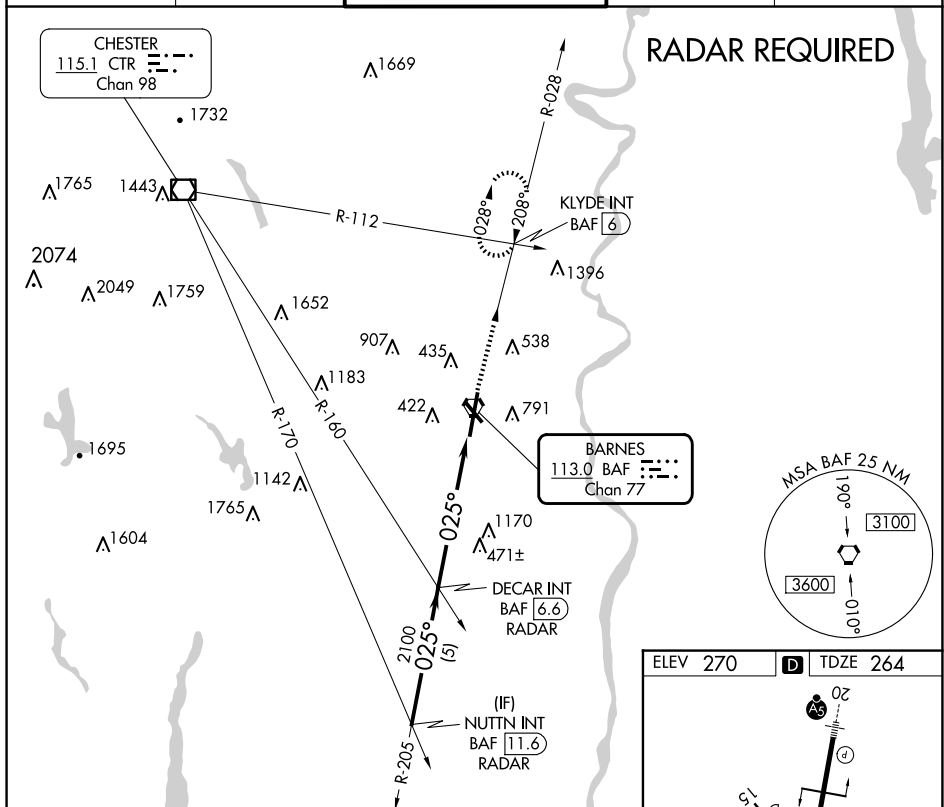 CHESTER
115.1 CTR
Chan 98
RADAR REQUIRED
1669
1732
R-028
1765
1443
R-112
028°
208°
KLYDE INT
BAF 6
2074
2049
1759
1652
1396
907
435
538
1183
422
791
R-170
R-160
BARNES
113.0 BAF
Chan 77
1695
1142
1765
025°
1170
471±
1604
MSA BAF 25 NM
190°
3100
3600
010°
DECAR INT
BAF 6.6
RADAR
2100
025°
(5)
(IF)
NUTTN INT
BAF 11.6
RADAR
R-205
ELEV 270
D
TDZE 264
A5
20
P
15